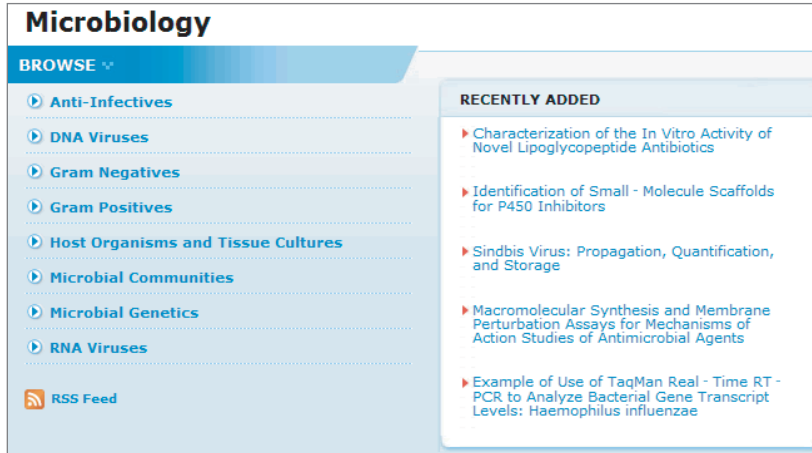 Microbiology
BROWSE
Anti-Infectives
DNA Viruses
Gram Negatives
Gram Positives
Host Organisms and Tissue Cultures
Microbial Communities
Microbial Genetics
RNA Viruses
RSS Feed
RECENTLY ADDED
Characterization of the In Vitro Activity of
Novel Lipoglycopeptide Antibiotics
Identification of Small - Molecule Scaffolds
for P450 Inhibitors
Sindbis Virus: Propagation, Quantification,
and Storage
Macromolecular Synthesis and Membrane
Perturbation Assays for Mechanisms of
Action Studies of Antimicrobial Agents
Example of Use of TaqMan Real - Time RT -
PCR to Analyze Bacterial Gene Transcript
Levels: Haemophilus influenzae